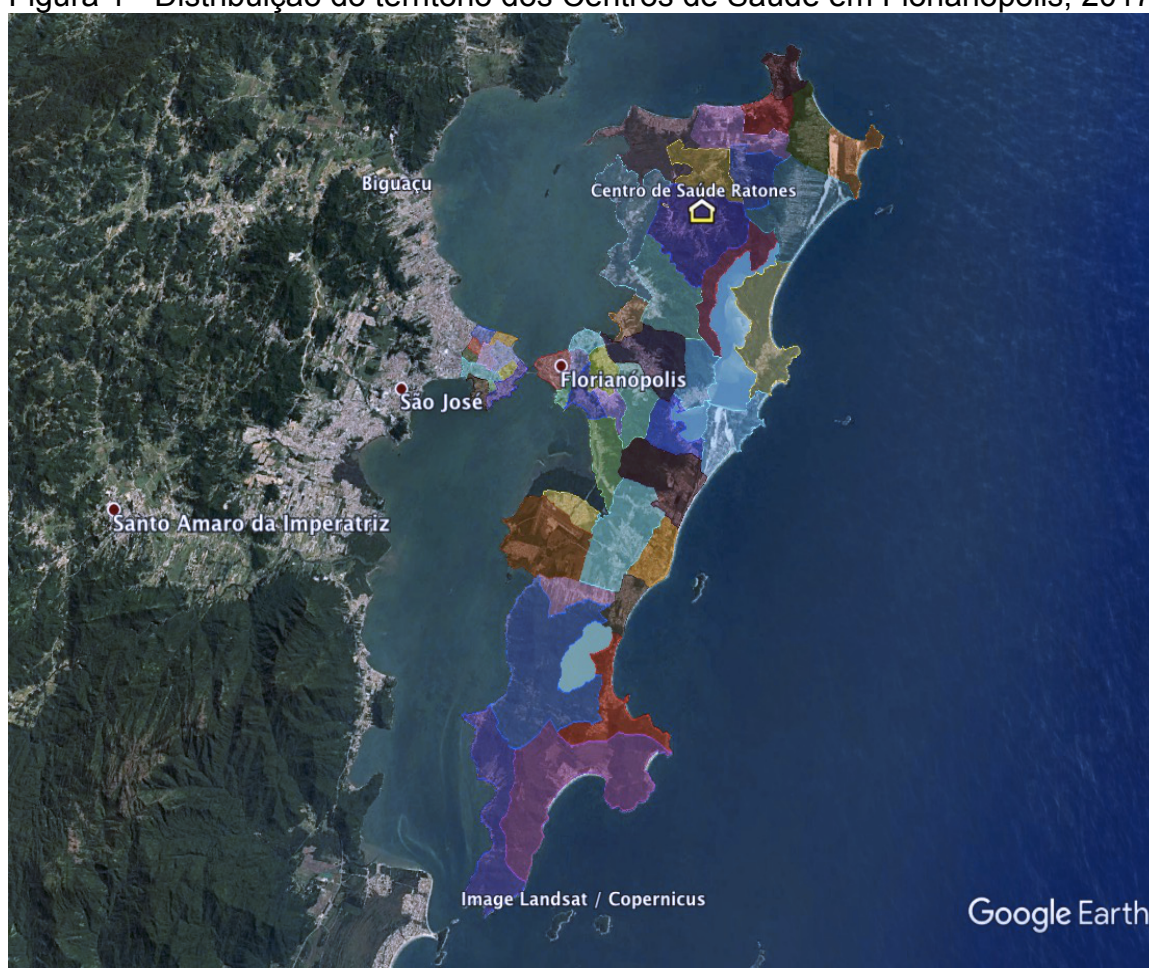 Figura 1 - Distribuição do território dos Centros de Saúde em Florianópolis, 2017
Biguaçu
Centro de Saúde Ratones
Florianópolis
São José
Santo Amaro da Imperatriz
Image Landsat / Copernicus
Google Earth